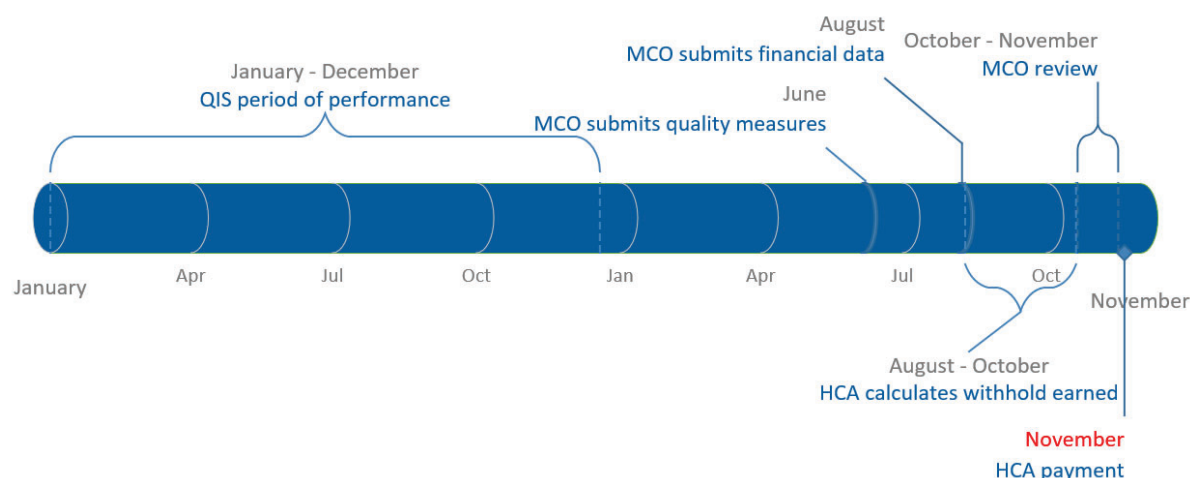 August
MCO submits financial data
October - November
MCO review
January - December
QIS period of performance
June
MCO submits quality measures
January
Apr
Jul
Oct
Jan
Apr
Jul
Oct
November
August - October
HCA calculates withhold earned
November
HCA payment